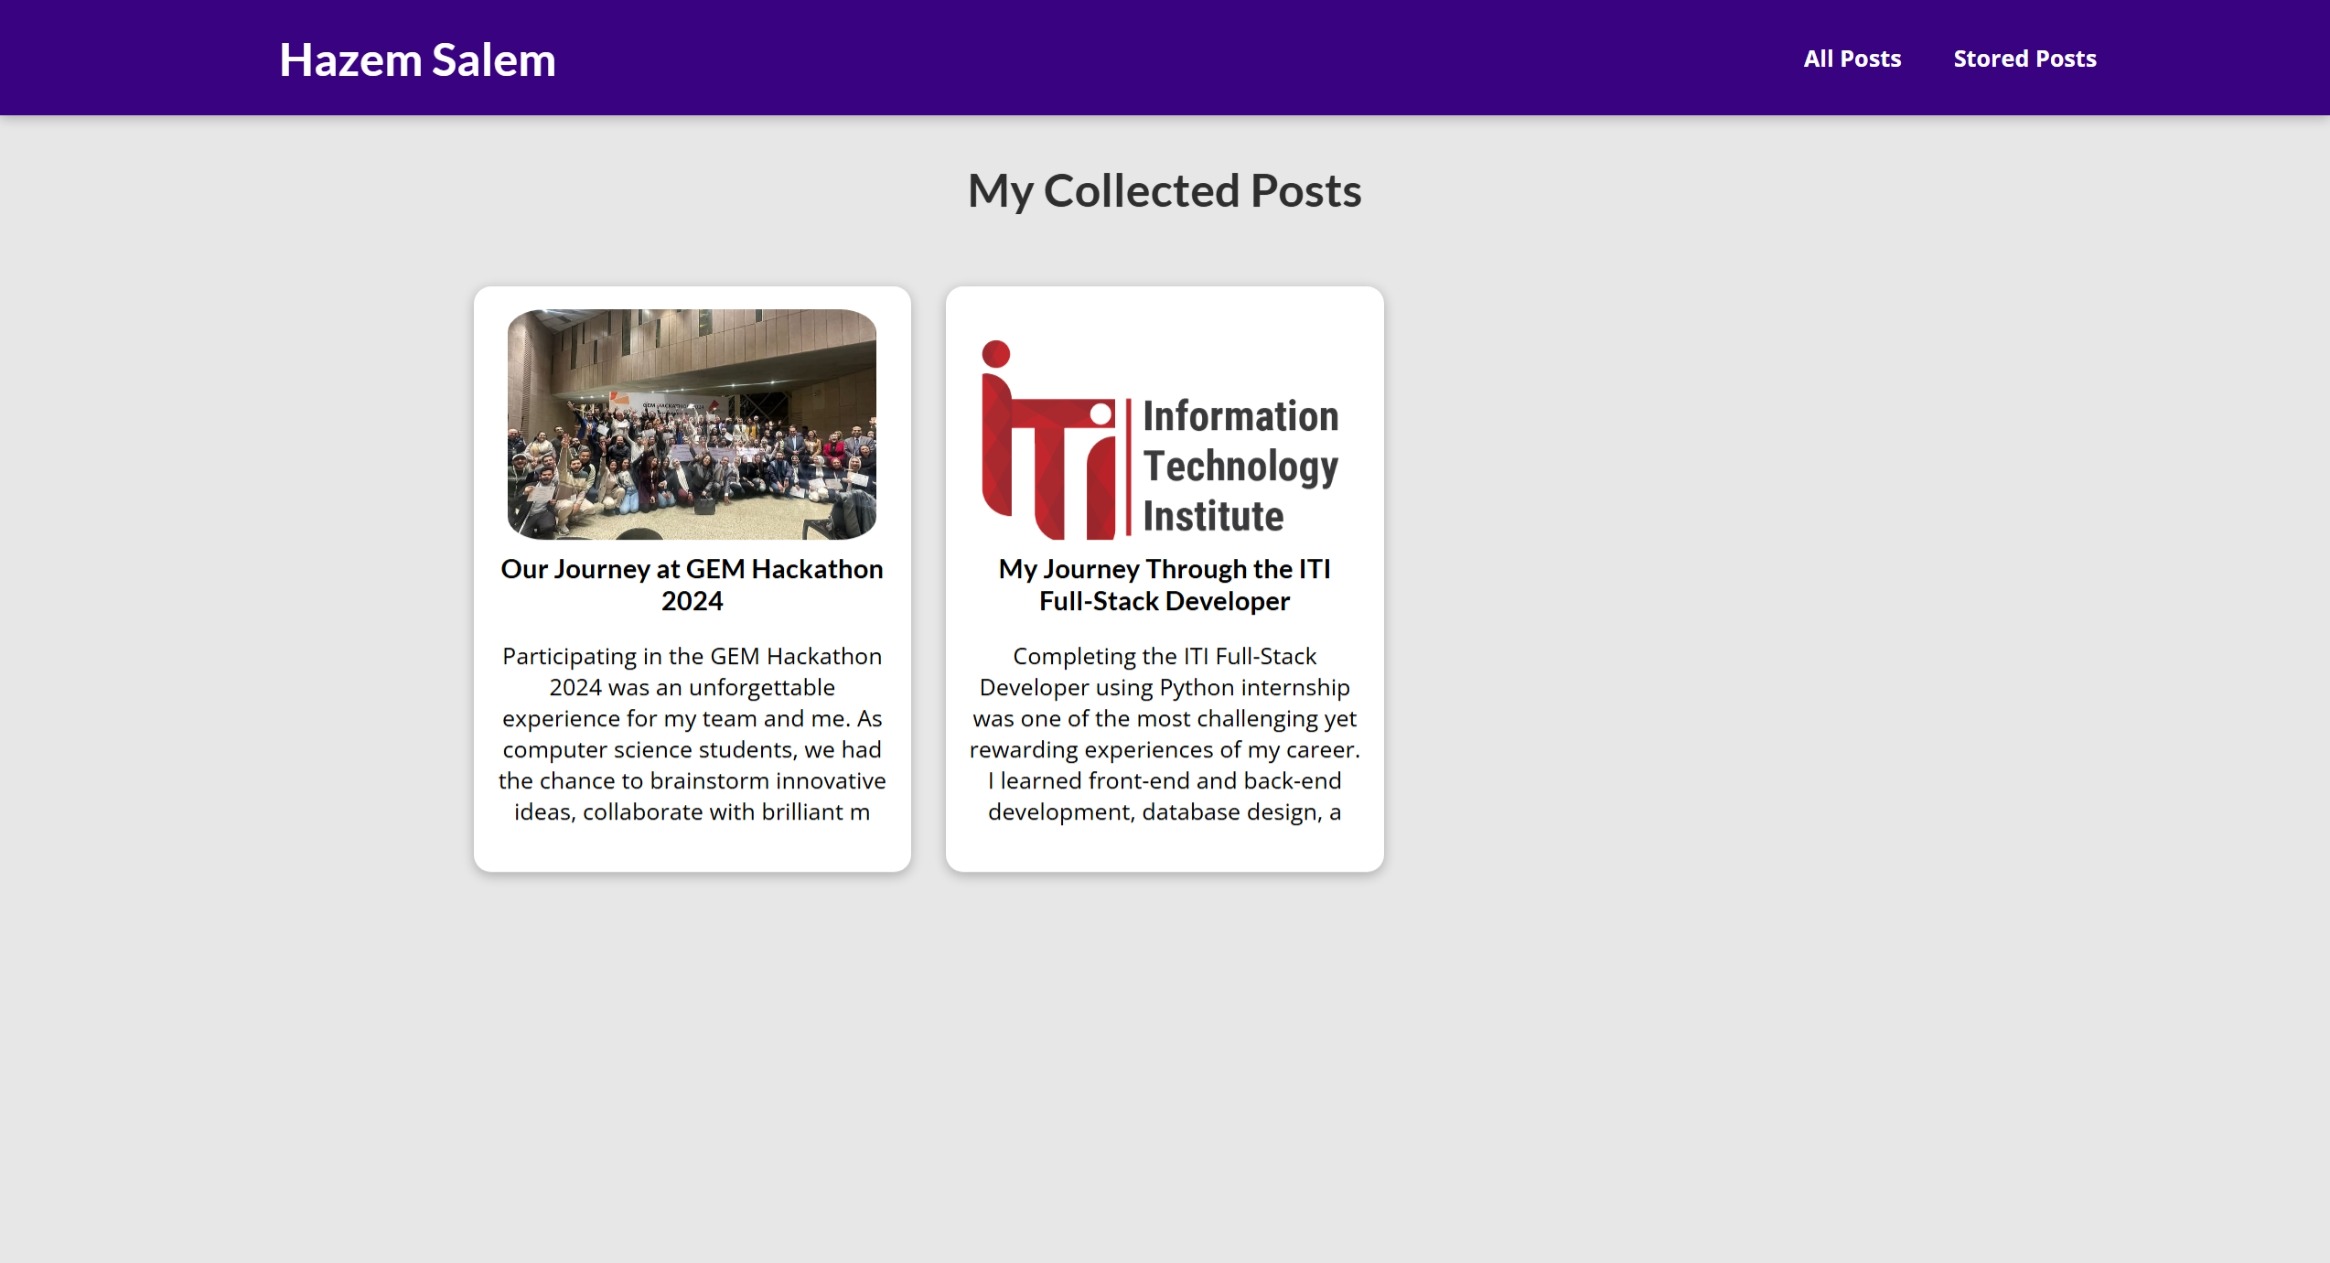 Hazem Salem
All Posts
Stored Posts
My Collected Posts
GEM HACKATHON 2024
Our Journey at GEM Hackathon
2024
Participating in the GEM Hackathon
2024 was an unforgettable
experience for my team and me. As
computer science students, we had
the chance to brainstorm innovative
ideas, collaborate with brilliant m
iTi
Information
Technology
Institute
My Journey Through the ITI
Full-Stack Developer
Completing the ITI Full-Stack
Developer using Python internship
was one of the most challenging yet
rewarding experiences of my career.
I learned front-end and back-end
development, database design, a